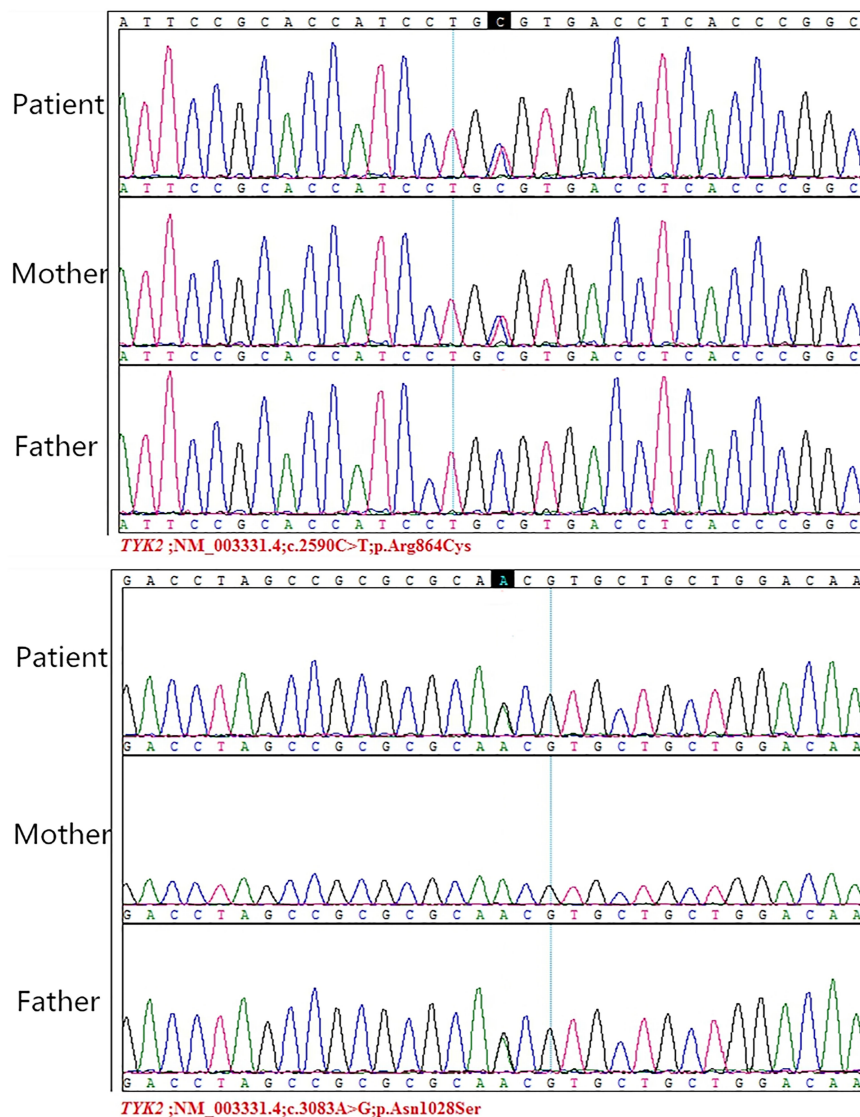 A T T C C G C A C C A T C C T G C G T G A C C T C A C C C G G C
Patient
A T T C C G C A C C A T C C T G C G T G A C C T C A C C C G G C
Mother
A T T C C G C A C C A T C C T G C G T G A C C T C A C C C G G C
Father
A T T C C G C A C C A T C C T G C G T G A C C T C A C C C G G C
TYK2 ;NM_003331.4;c.2590C>T;p.Arg864Cys
G A C C T A G C C G C G C G C A A C G T G C T G C T G G A C A A
Patient
G A C C T A G C C G C G C G C A A C G T G C T G C T G G A C A A
Mother
G A C C T A G C C G C G C G C A A C G T G C T G C T G G A C A A
Father
G A C C T A G C C G C G C G C A A C G T G C T G C T G G A C A A
TYK2 ;NM_003331.4;c.3083A>G;p.Asn1028Ser